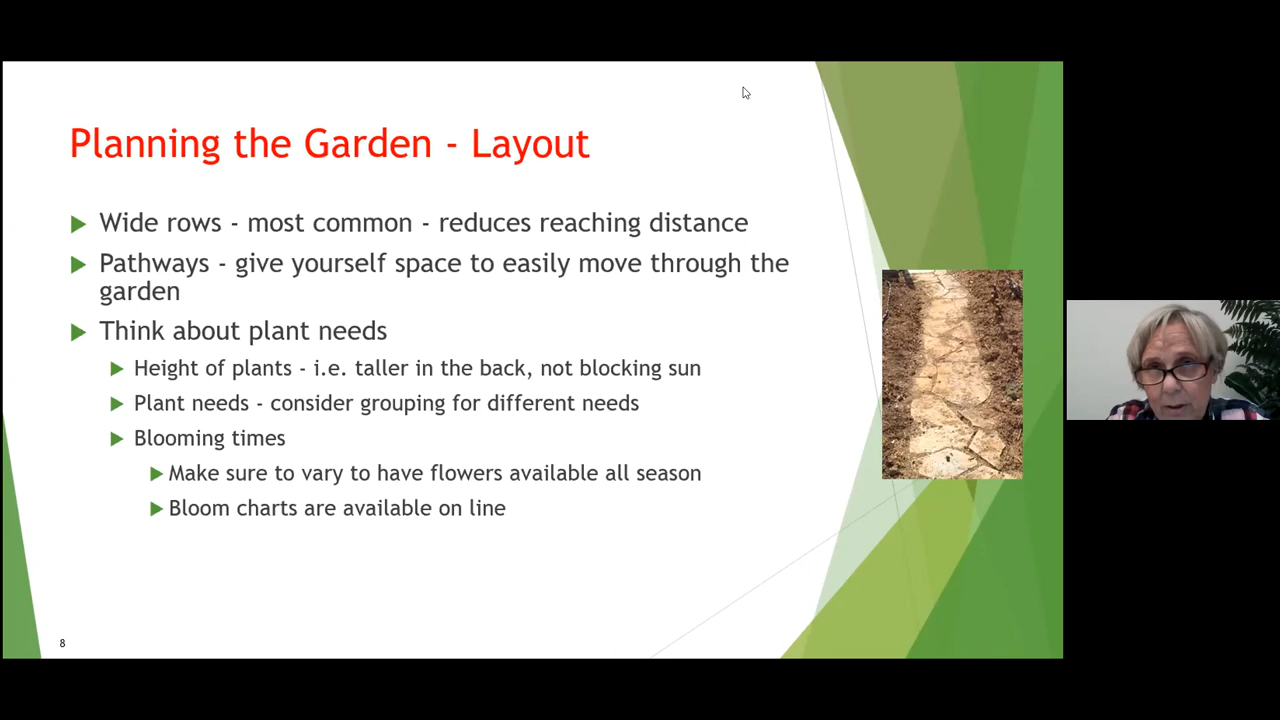 Planning the Garden - Layout
Wide rows - most common - reduces reaching distance
Pathways - give yourself space to easily move through the
garden
Think about plant needs
Height of plants - i.e. taller in the back, not blocking sun
Plant needs - consider grouping for different needs
Blooming times
Make sure to vary to have flowers available all season
Bloom charts are available on line
8